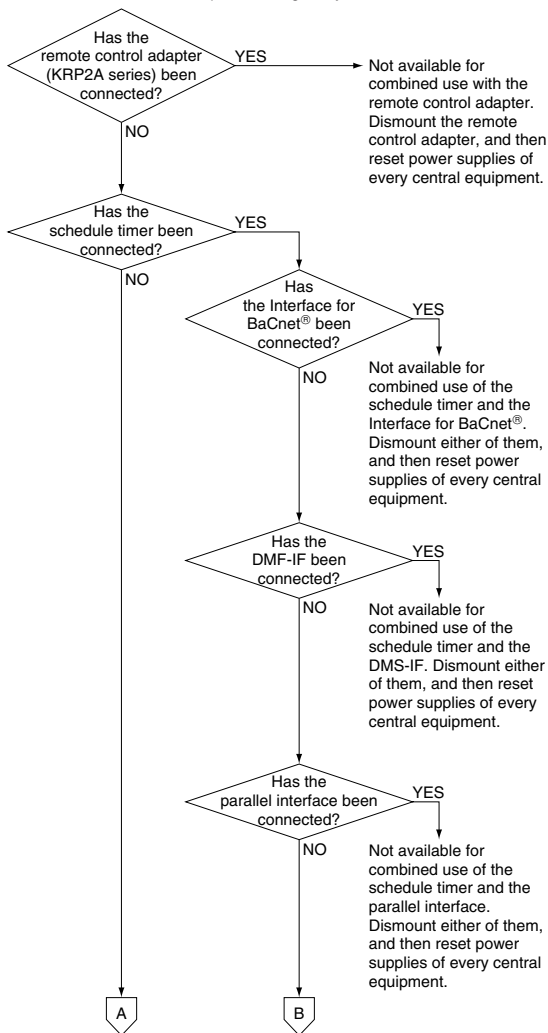 Has the
remote control adapter
(KRP2A series) been
connected?
YES
Not available for
combined use with the
remote control adapter.
Dismount the remote
control adapter, and then
reset power supplies of
every central equipment.
NO
Has the
schedule timer been
connected?
YES
NO
Has
the Interface for
BaCnet® been
connected?
YES
Not available for
combined use of the
schedule timer and the
Interface for BaCnet®.
Dismount either of them,
and then reset power
supplies of every central
equipment.
NO
Has the
DMF-IF been
connected?
YES
Not available for
combined use of the
schedule timer and the
DMS-IF. Dismount either
of them, and then reset
power supplies of every
central equipment.
NO
Has the
parallel interface been
connected?
YES
Not available for
combined use of the
schedule timer and the
parallel interface.
Dismount either of them,
and then reset power
supplies of every central
equipment.
NO
A
B